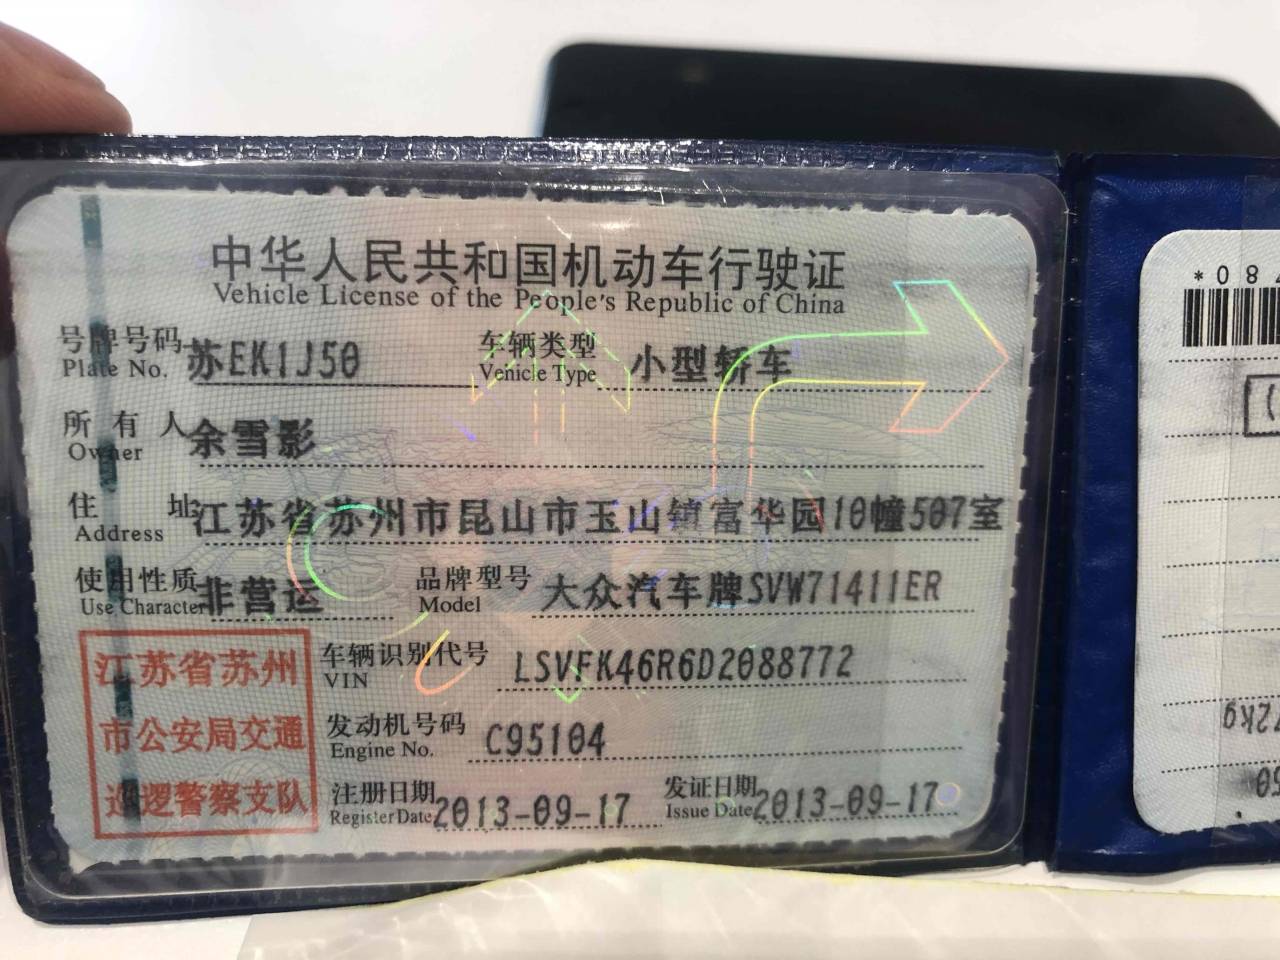 中华人民共和国机动车行驶证
Vehicle License of the People's Republic of China
号牌号码 苏EK1J50 车辆类型 小型轿车
Plate No. Vehicle Type
所有人 余雪影
Owner
住址 江苏省苏州市昆山市玉山镇富华园10幢507室
Address
使用性质 非营运 品牌型号 大众汽车牌SVW71411ER
Use Character Model
江苏省苏州
市公安局交通
巡逻警察支队
车辆识别代号 LSVFK46R6D2088772
VIN
发动机号码 C95104
Engine No.
注册日期 2013-09-17 发证日期 2013-09-17
Register Date Issue Date